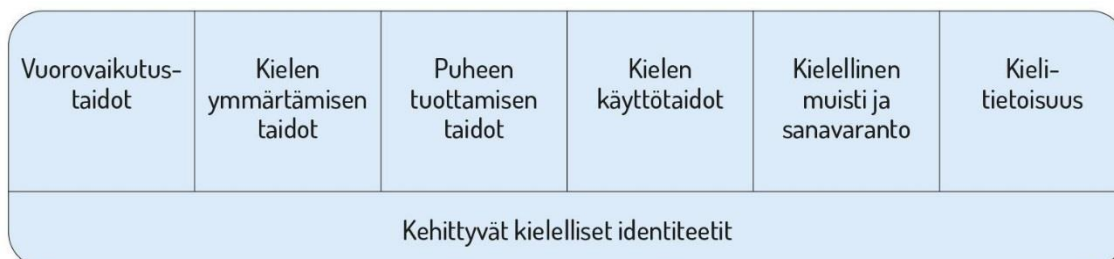 Vuorovaikutus-
taidot
Kielen
ymmärtämisen
taidot
Puheen
tuottamisen
taidot
Kielen
käyttötaidot
Kielellinen
muisti ja
sanavaranto
Kieli-
tietoisuus
Kehittyvät kielelliset identiteetit